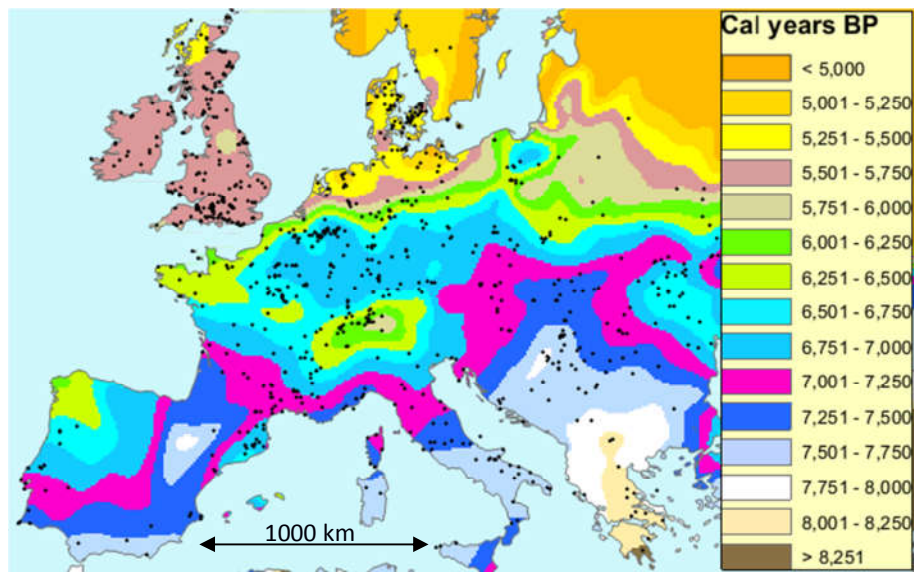 Cal years BP
< 5,000
5,001 - 5,250
5,251 - 5,500
5,501 - 5,750
5,751 - 6,000
6,001 - 6,250
6,251 - 6,500
6,501 - 6,750
6,751 - 7,000
7,001 - 7,250
7,251 - 7,500
7,501 - 7,750
7,751 - 8,000
8,001 - 8,250
> 8,251
1000 km